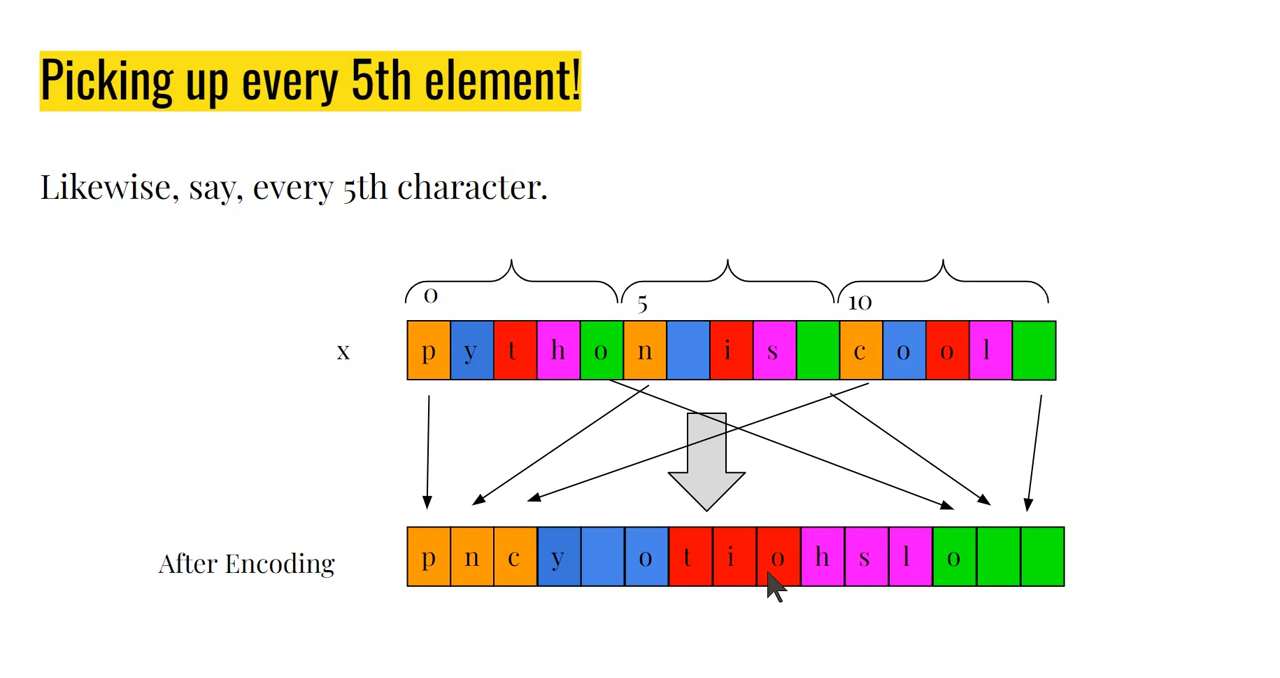 Picking up every 5th element!
Likewise, say, every 5th character.
0 5 10
x p y t h o n i s c o o l
After Encoding p n c y o t i o h s l o